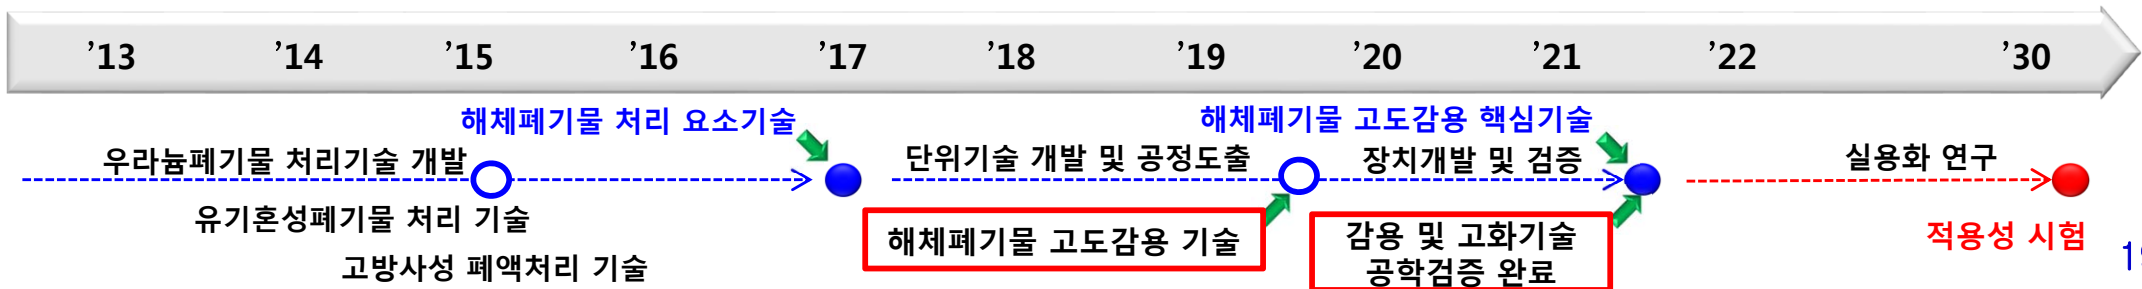 '13 '14 '15 '16 '17 '18 '19 '20 '21 '22 '30
해체폐기물 처리 요소기술
해체폐기물 고도감용 핵심기술
우라늄폐기물 처리기술 개발
단위기술 개발 및 공정도출
장치개발 및 검증
실용화 연구
유기혼성폐기물 처리 기술
해체폐기물 고도감용 기술
감용 및 고화기술
공학검증 완료
적용성 시험
고방사성 폐액처리 기술